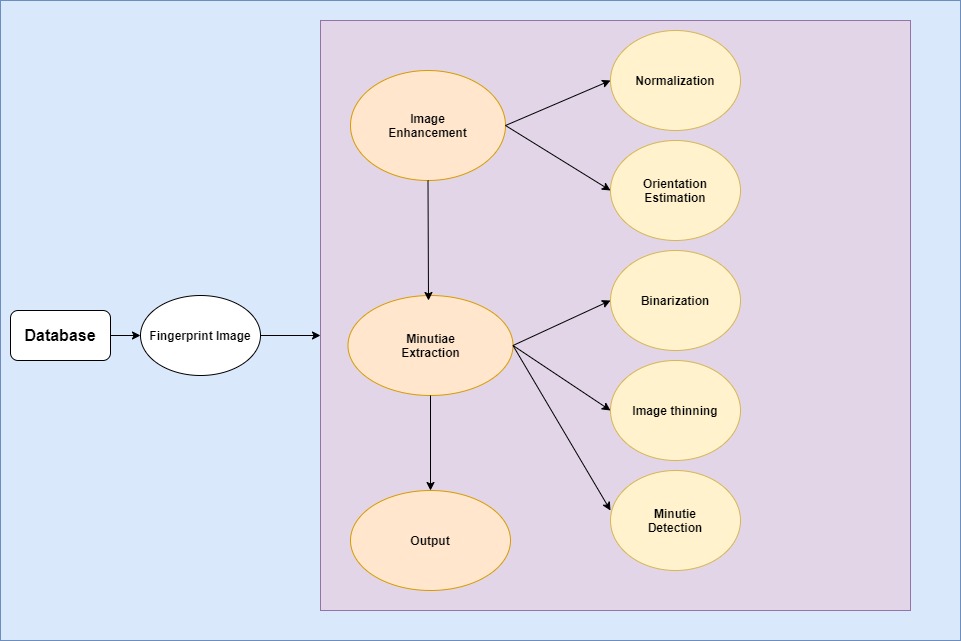 Database
Fingerprint Image
Image
Enhancement
Normalization
Orientation
Estimation
Minutiae
Extraction
Binarization
Image thinning
Minutie
Detection
Output